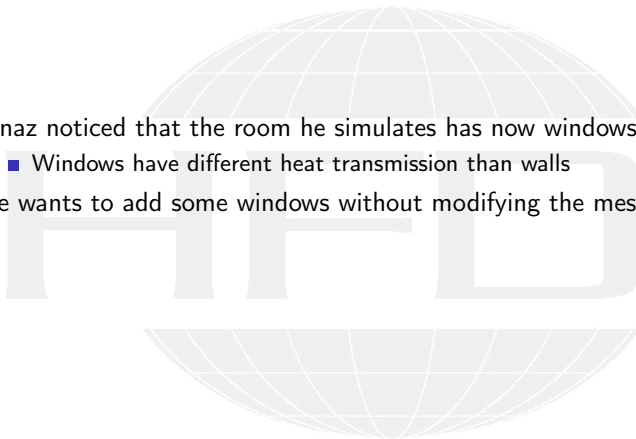 naz noticed that the room he simulates has now windows
Windows have different heat transmission than walls
e wants to add some windows without modifying the mes
HFD